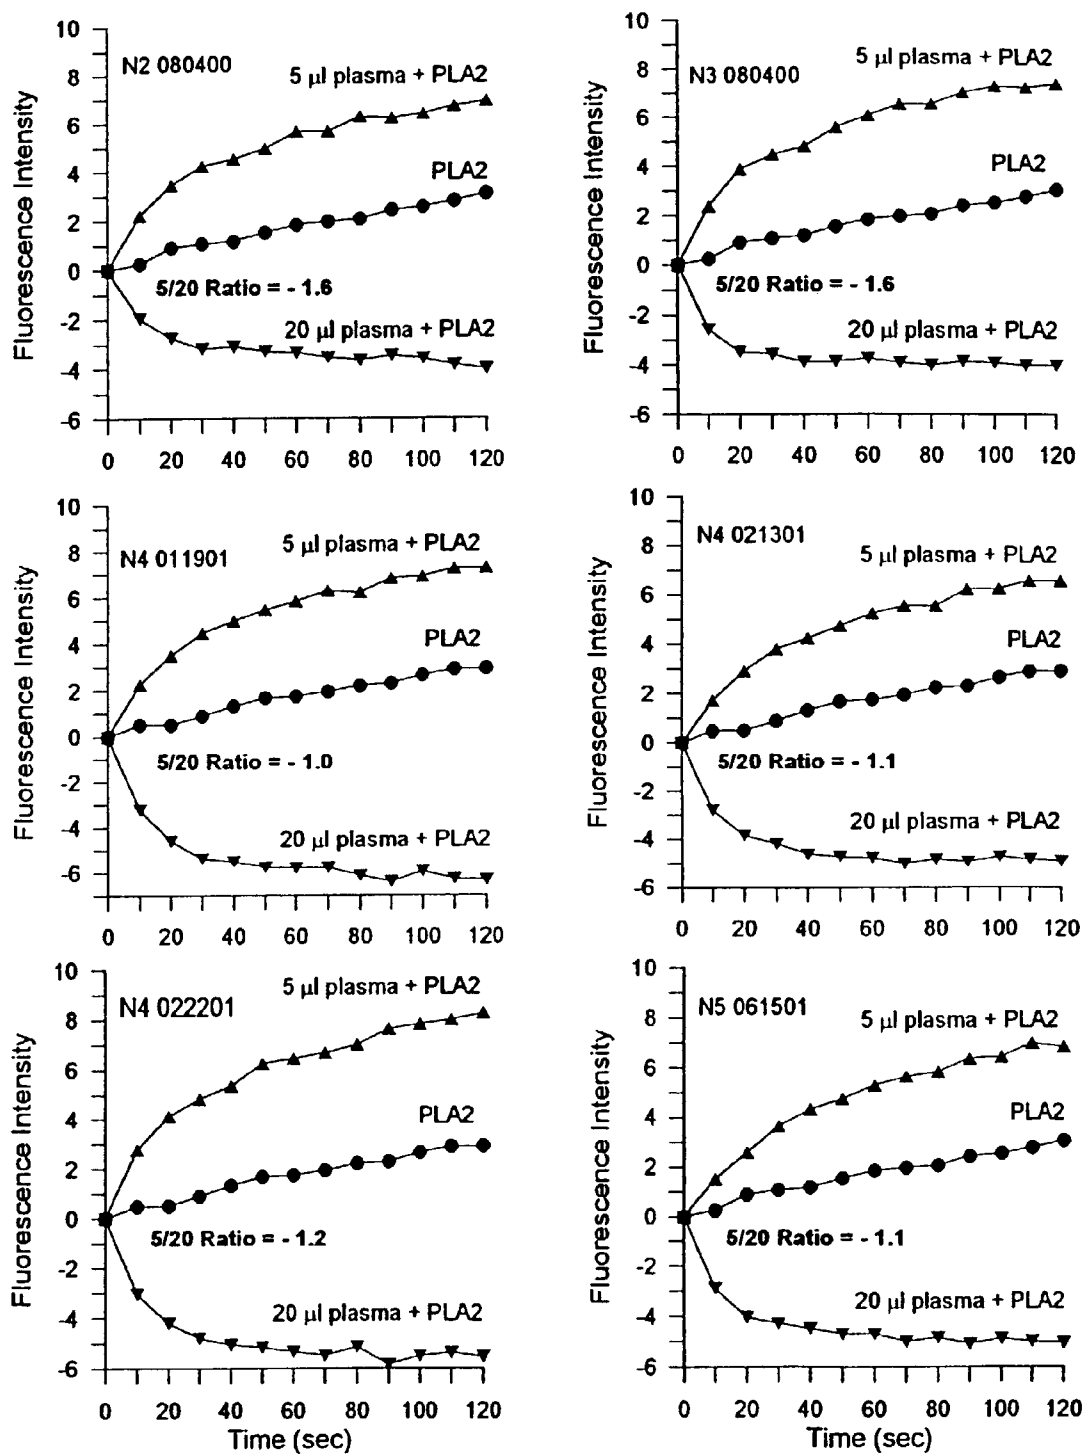 Fluorescence Intensity
10
8
6
4
2
0
-2
-4
-6
N2 080400
5 µl plasma + PLA2
PLA2
5/20 Ratio = - 1.6
20 µl plasma + PLA2
0 20 40 60 80 100 120
Fluorescence Intensity
10
8
6
4
2
0
-2
-4
-6
N3 080400
5 µl plasma + PLA2
PLA2
5/20 Ratio = - 1.6
20 µl plasma + PLA2
0 20 40 60 80 100 120
Fluorescence Intensity
10
8
6
4
2
0
-2
-4
-6
N4 011901
5 µl plasma + PLA2
PLA2
5/20 Ratio = - 1.0
20 µl plasma + PLA2
0 20 40 60 80 100 120
Fluorescence Intensity
10
8
6
4
2
0
-2
-4
-6
N4 021301
5 µl plasma + PLA2
PLA2
5/20 Ratio = - 1.1
20 µl plasma + PLA2
0 20 40 60 80 100 120
Fluorescence Intensity
10
8
6
4
2
0
-2
-4
-6
N4 022201
5 µl plasma + PLA2
PLA2
5/20 Ratio = - 1.2
20 µl plasma + PLA2
0 20 40 60 80 100 120
Time (sec)
Fluorescence Intensity
10
8
6
4
2
0
-2
-4
-6
N5 061501
5 µl plasma + PLA2
PLA2
5/20 Ratio = - 1.1
20 µl plasma + PLA2
0 20 40 60 80 100 120
Time (sec)